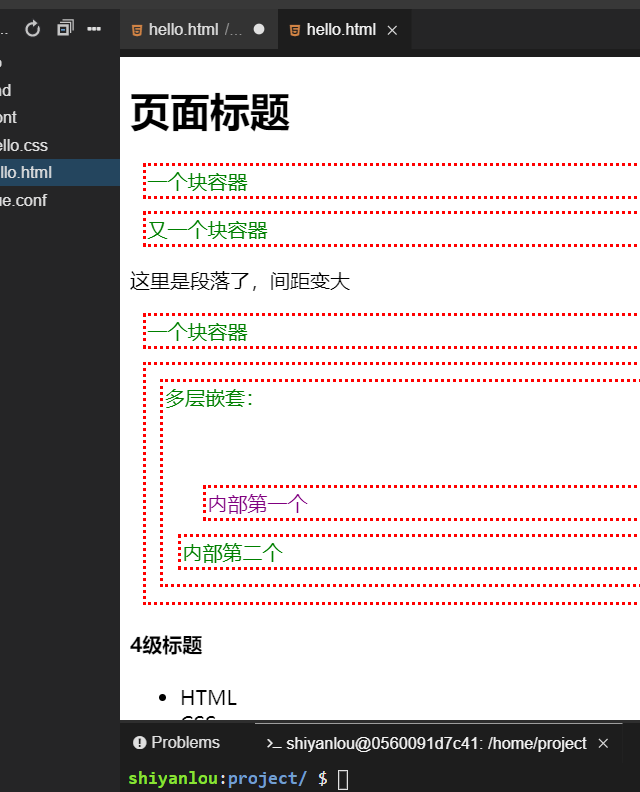 hello.html /...
hello.html
nd
ont
ello.css
llo.html
ue.conf
页面标题
一个块容器
又一个块容器
这里是段落了，间距变大
一个块容器
多层嵌套：
内部第一个
内部第二个
4级标题
HTML
CSS
Problems
shiyanlou@0560091d7c41: /home/project
shiyanlou:project/ $